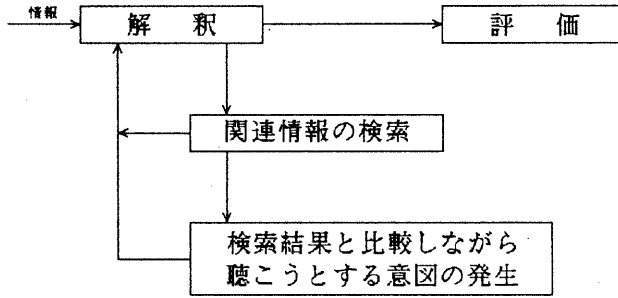 情報
解釈
評価
関連情報の検索
検索結果と比較しながら
聴こうとする意図の発生